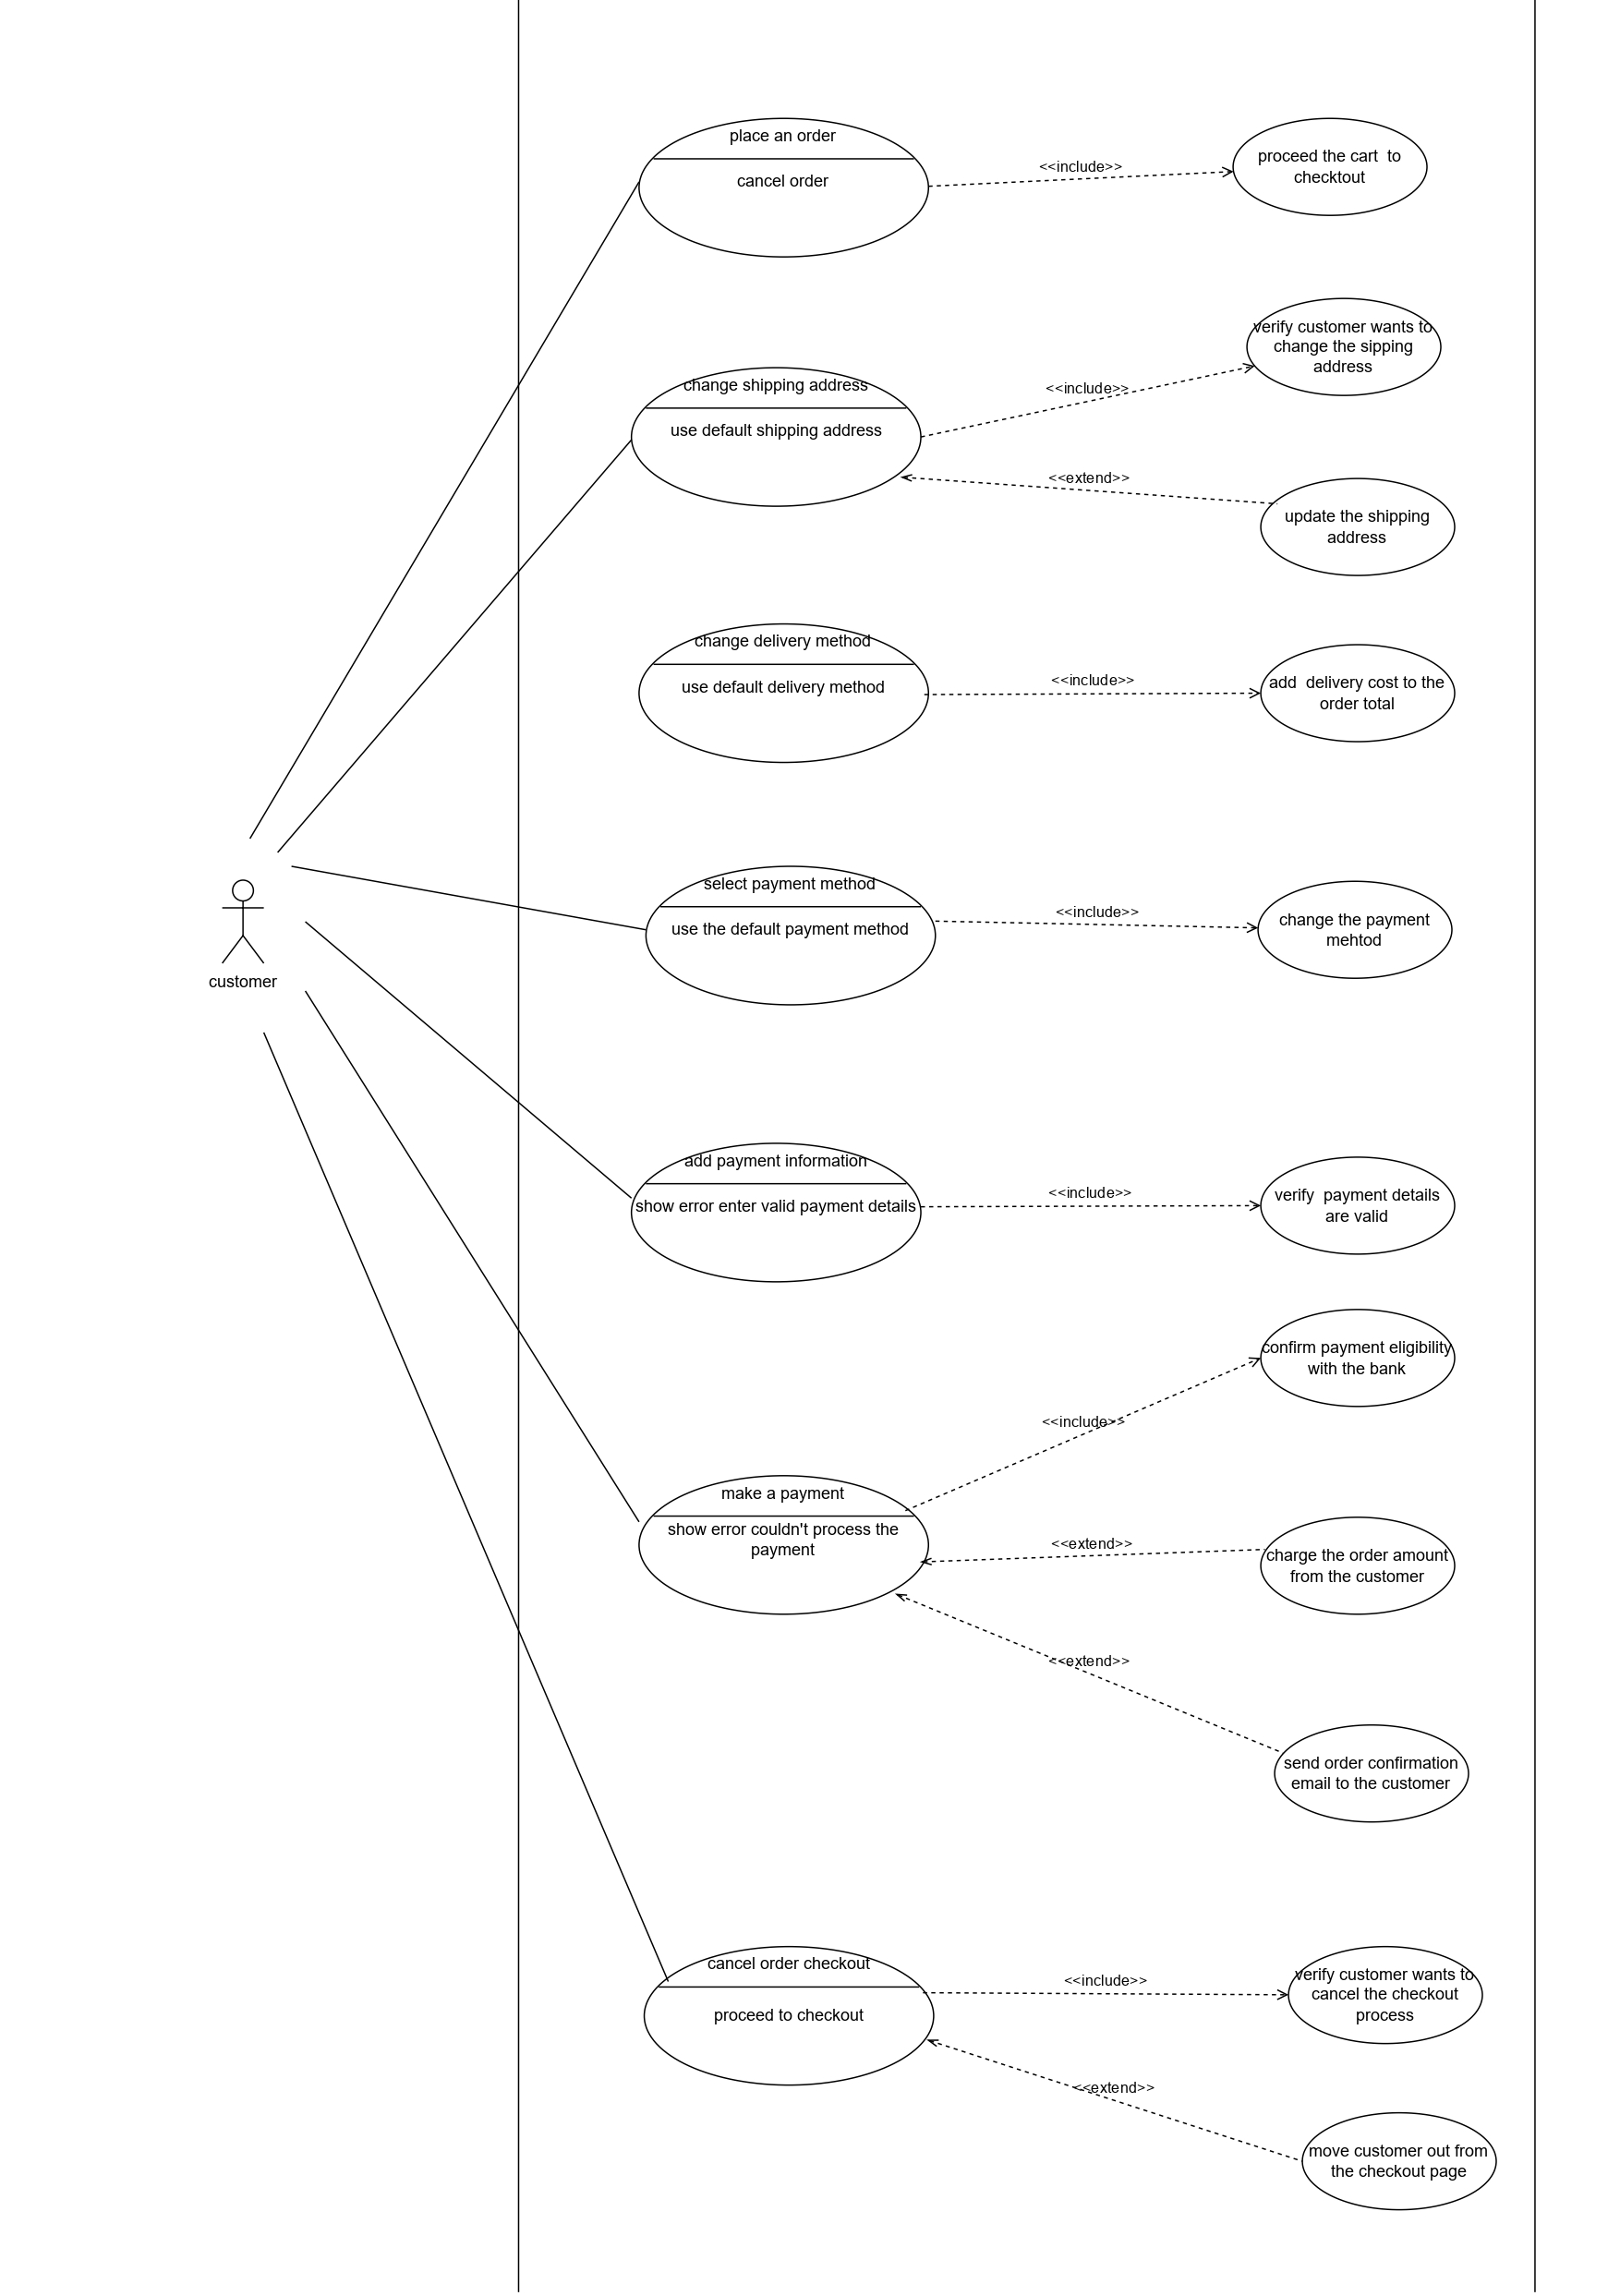 place an order
cancel order
<<include>>
proceed the cart  to
checktout
change shipping address
use default shipping address
<<include>>
verify customer wants to
change the sipping
address
<<extend>>
update the shipping
address
change delivery method
use default delivery method
<<include>>
add  delivery cost to the
order total
customer
select payment method
use the default payment method
<<include>>
change the payment
mehtod
add payment information
show error enter valid payment details
<<include>>
verify  payment details
are valid
confirm payment eligibility
with the bank
<<include>>
make a payment
show error couldn't process the
payment
<<extend>>
charge the order amount
from the customer
<<extend>>
send order confirmation
email to the customer
cancel order checkout
proceed to checkout
<<include>>
verify customer wants to
cancel the checkout
process
<<extend>>
move customer out from
the checkout page